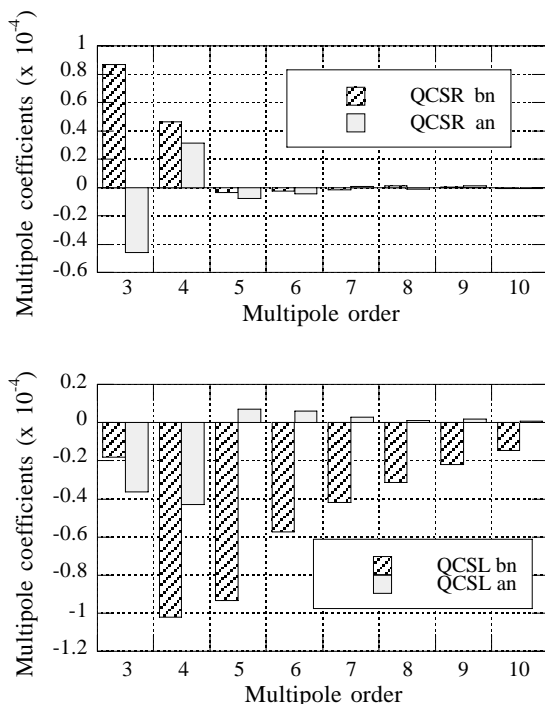 Multipole coefficients (x 10⁻⁴)
1
0.8
0.6
0.4
0.2
0
-0.2
-0.4
-0.6
QCSR bn
QCSR an
3 4 5 6 7 8 9 10
Multipole order
Multipole coefficients (x 10⁻⁴)
0.2
0
-0.2
-0.4
-0.6
-0.8
-1
-1.2
QCSL bn
QCSL an
3 4 5 6 7 8 9 10
Multipole order